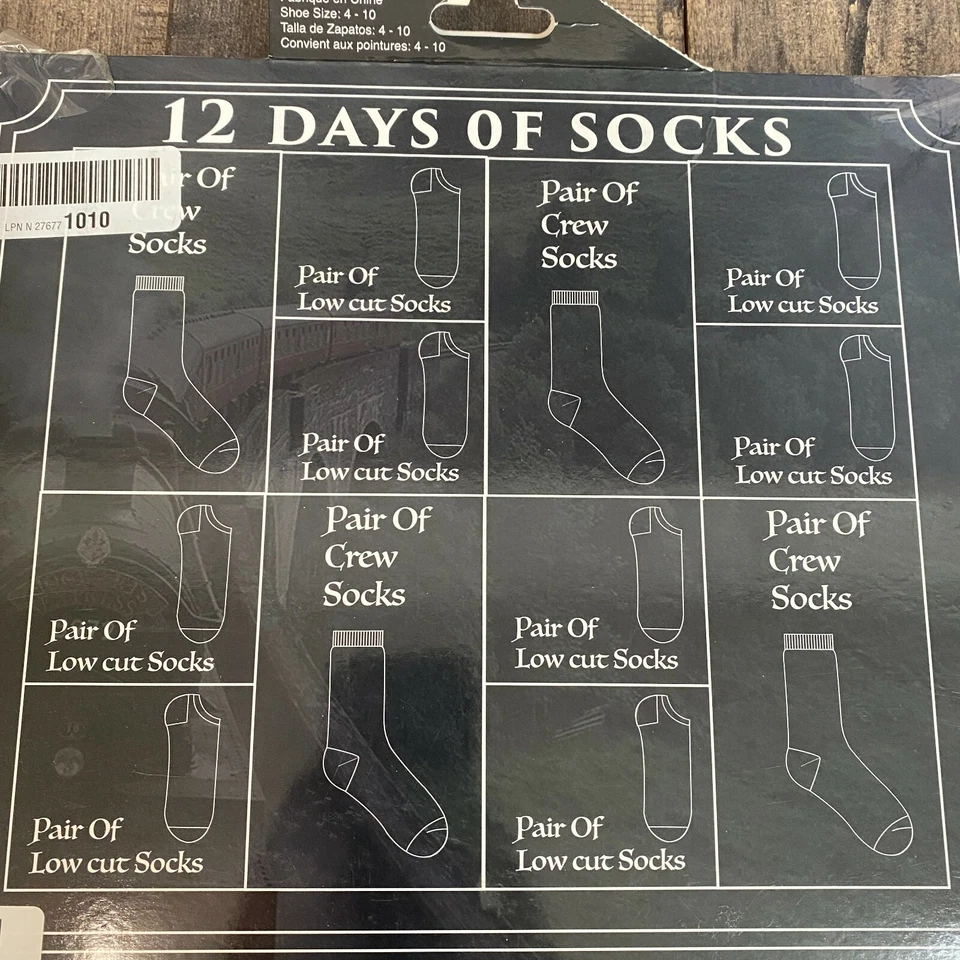 Shoe Size: 4 - 10
Talla de Zapatos: 4 - 10
Convient aux pointures: 4 - 10
12 DAYS OF SOCKS
LPN N 27677 1010
Of
Crew
Socks
Pair Of
Low cut Socks
Pair Of
Low cut Socks
Pair Of
Crew
Socks
Pair Of
Low cut Socks
Pair Of
Low cut Socks
Pair Of
Low cut Socks
Pair Of
Low cut Socks
Pair Of
Crew
Socks
Pair Of
Low cut Socks
Pair Of
Low cut Socks
Pair Of
Crew
Socks